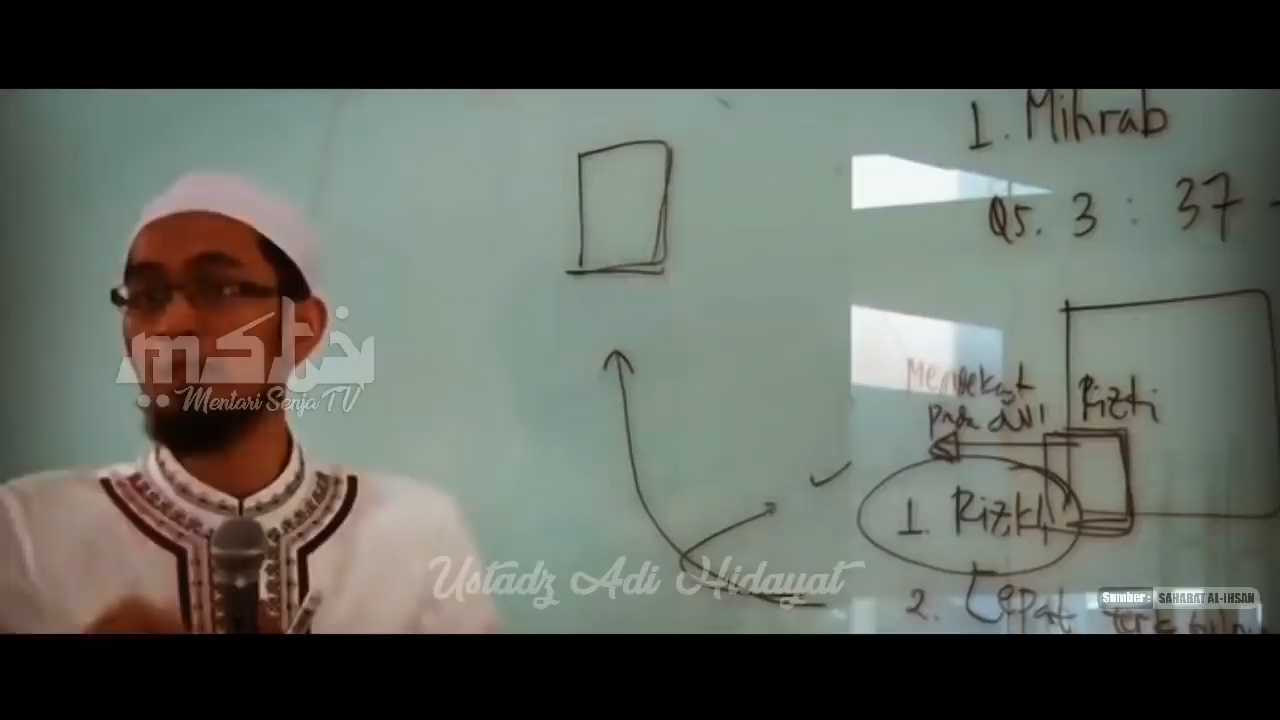 1. Mihrab
QS. 3 : 37 -
Mendekat
pada
Rizki
1. Rizki
2. Cepat
Mentari Senja TV
Ustadz Adi Hidayat
Sumber : SAHABAT AL-IHSAN